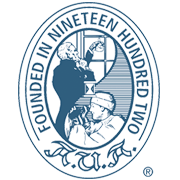 FOUNDED IN NINETEEN HUNDRED TWO
A.U.A.
®